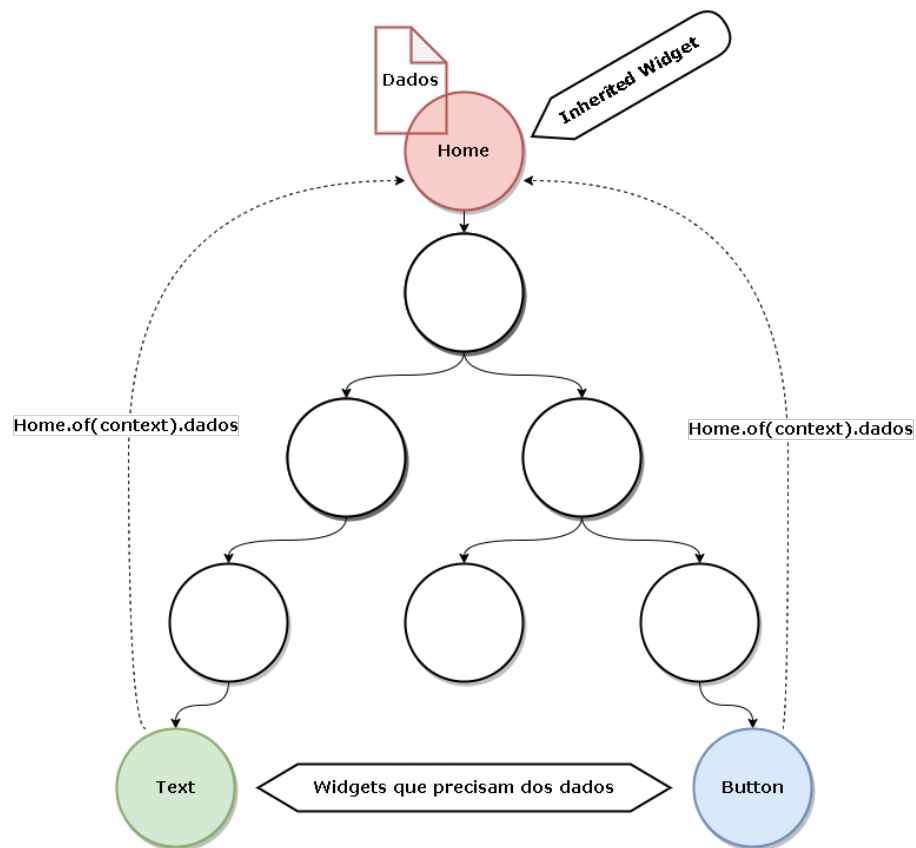 Dados
Inherited Widget
Home
Home.of(context).dados
Home.of(context).dados
Text
Widgets que precisam dos dados
Button